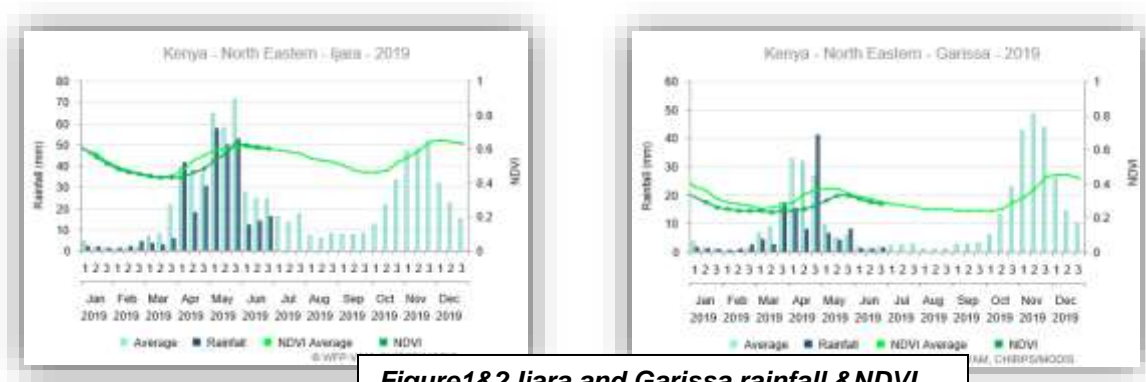 Kenya - North Eastern - Ijara - 2019
80
70
60
50
40
30
20
10
0
Rainfall (mm)
1
0.8
0.6
0.4
0.2
0
NDVI
1 2 3 1 2 3 1 2 3 1 2 3 1 2 3 1 2 3 1 2 3 1 2 3 1 2 3 1 2 3 1 2 3 1 2 3
Jan Feb Mar Apr May Jun Jul Aug Sep Oct Nov Dec
2019 2019 2019 2019 2019 2019 2019 2019 2019 2019 2019 2019
Average Rainfall NDVI Average NDVI
© WFP-V
Kenya - North Eastern - Garissa - 2019
60
50
40
30
20
10
0
Rainfall (mm)
1
0.8
0.6
0.4
0.2
0
NDVI
1 2 3 1 2 3 1 2 3 1 2 3 1 2 3 1 2 3 1 2 3 1 2 3 1 2 3 1 2 3 1 2 3 1 2 3
Jan Feb Mar Apr May Jun Jul Aug Sep Oct Nov Dec
2019 2019 2019 2019 2019 2019 2019 2019 2019 2019 2019 2019
Average Rainfall NDVI Average NDVI
AM, CHIRPS/MODIS
Figure1&2 Ijara and Garissa rainfall &NDVI